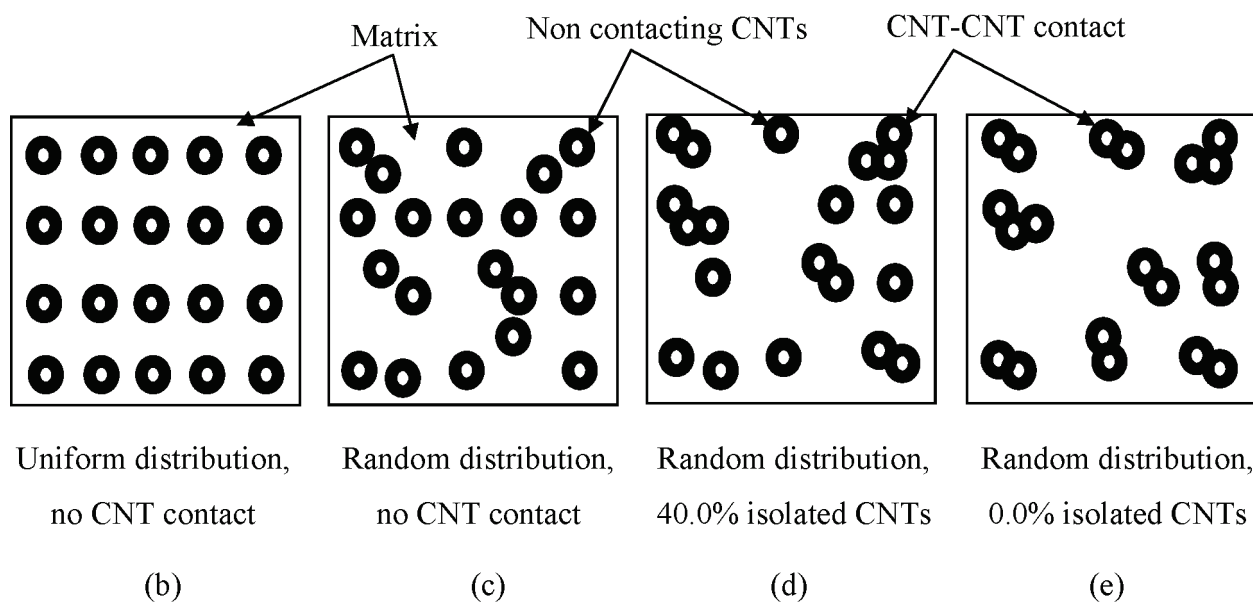 Matrix
Non contacting CNTs
CNT-CNT contact
Uniform distribution,
no CNT contact
(b)
Random distribution,
no CNT contact
(c)
Random distribution,
40.0% isolated CNTs
(d)
Random distribution,
0.0% isolated CNTs
(e)